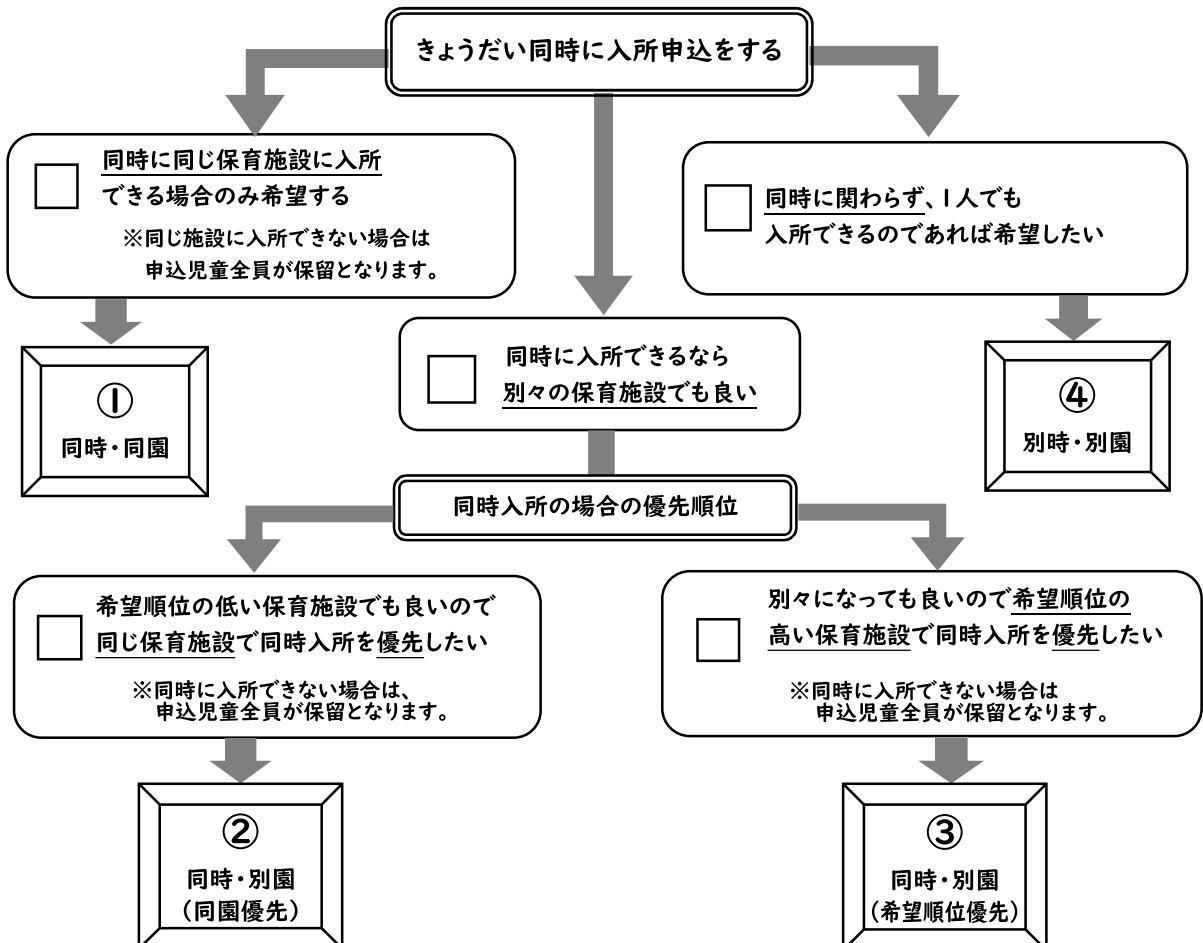 きょうだい同時に入所申込をする
同時に同じ保育施設に入所
できる場合のみ希望する
※同じ施設に入所できない場合は
申込児童全員が保留となります。
同時に関わらず、1人でも
入所できるのであれば希望したい
①
同時・同園
同時に入所できるなら
別々の保育施設でも良い
④
別時・別園
同時入所の場合の優先順位
希望順位の低い保育施設でも良いので
同じ保育施設で同時入所を優先したい
※同時に入所できない場合は、
申込児童全員が保留となります。
別々になっても良いので希望順位の
高い保育施設で同時入所を優先したい
※同時に入所できない場合は
申込児童全員が保留となります。
②
同時・別園
（同園優先）
③
同時・別園
（希望順位優先）